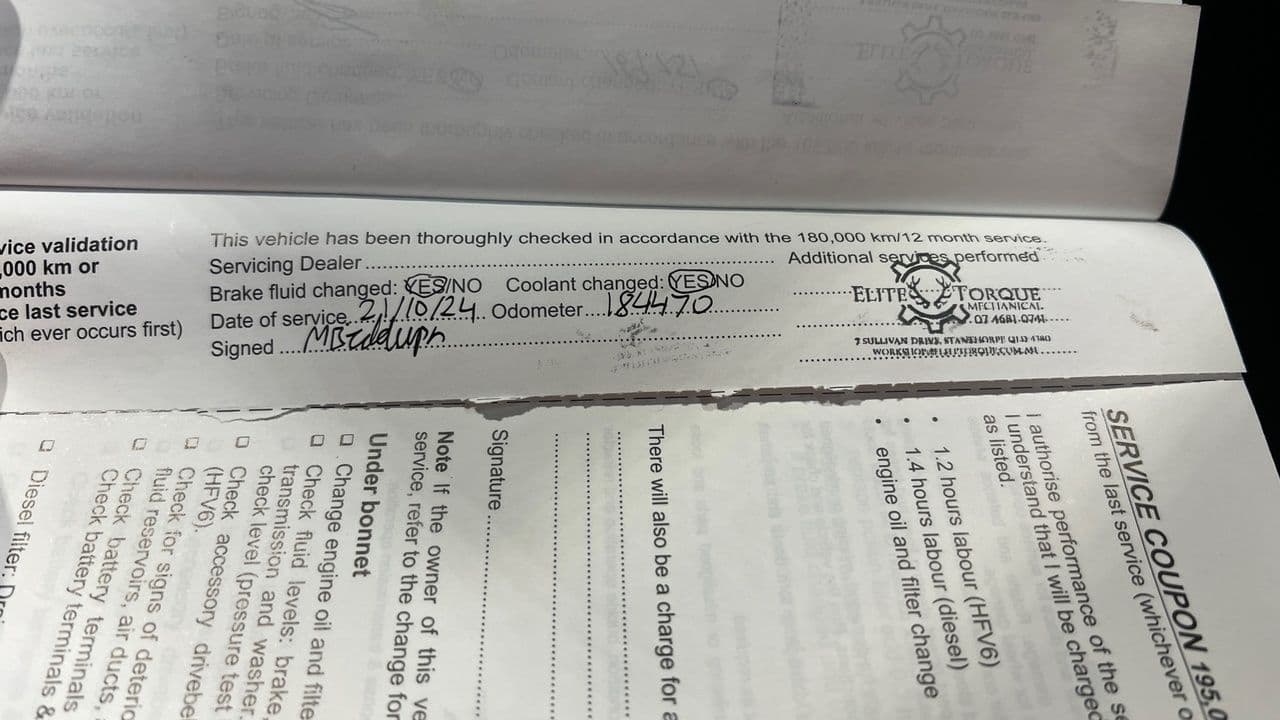 vice validation
,000 km or
months
ce last service
ich ever occurs first)
This vehicle has been thoroughly checked in accordance with the 180,000 km/12 month service.
Servicing Dealer
Additional services performed
Brake fluid changed: YES/NO Coolant changed: YES/NO
Date of service 21/10/24 Odometer 184470
Signed
ELITE TORQUE
MECHANICAL
07 4681 0741
7 SULLIVAN DRIVE STANTHORPE QLD 4380
SERVICE COUPON 195,0
from the last service (whichever o
I authorise performance of the s
I understand that I will be charged
as listed.
• 1.2 hours labour (HFV6)
• 1.4 hours labour (diesel)
• engine oil and filter change
There will also be a charge for a
Signature
Note If the owner of this ve
service, refer to the change for
Under bonnet
□ Change engine oil and filte
□ Check fluid levels: brake,
transmission and washer.
check level (pressure test
□ Check accessory drivebe
(HFV6).
□ Check for signs of deterio
fluid reservoirs, air ducts,
□ Check battery terminals
Check battery terminals &
□ Diesel filter: Dra